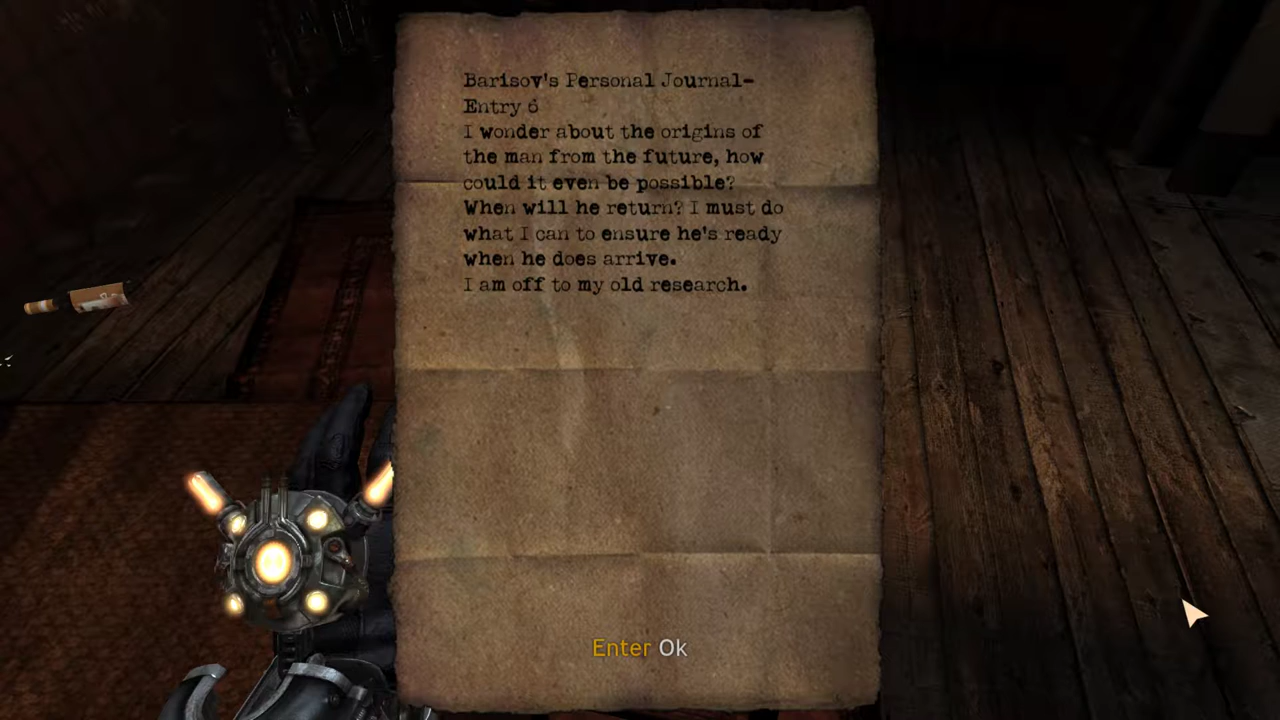 Barisov's Personal Journal-
Entry 6
I wonder about the origins of
the man from the future, how
could it even be possible?
When will he return? I must do
what I can to ensure he's ready
when he does arrive.
I am off to my old research.
Enter Ok